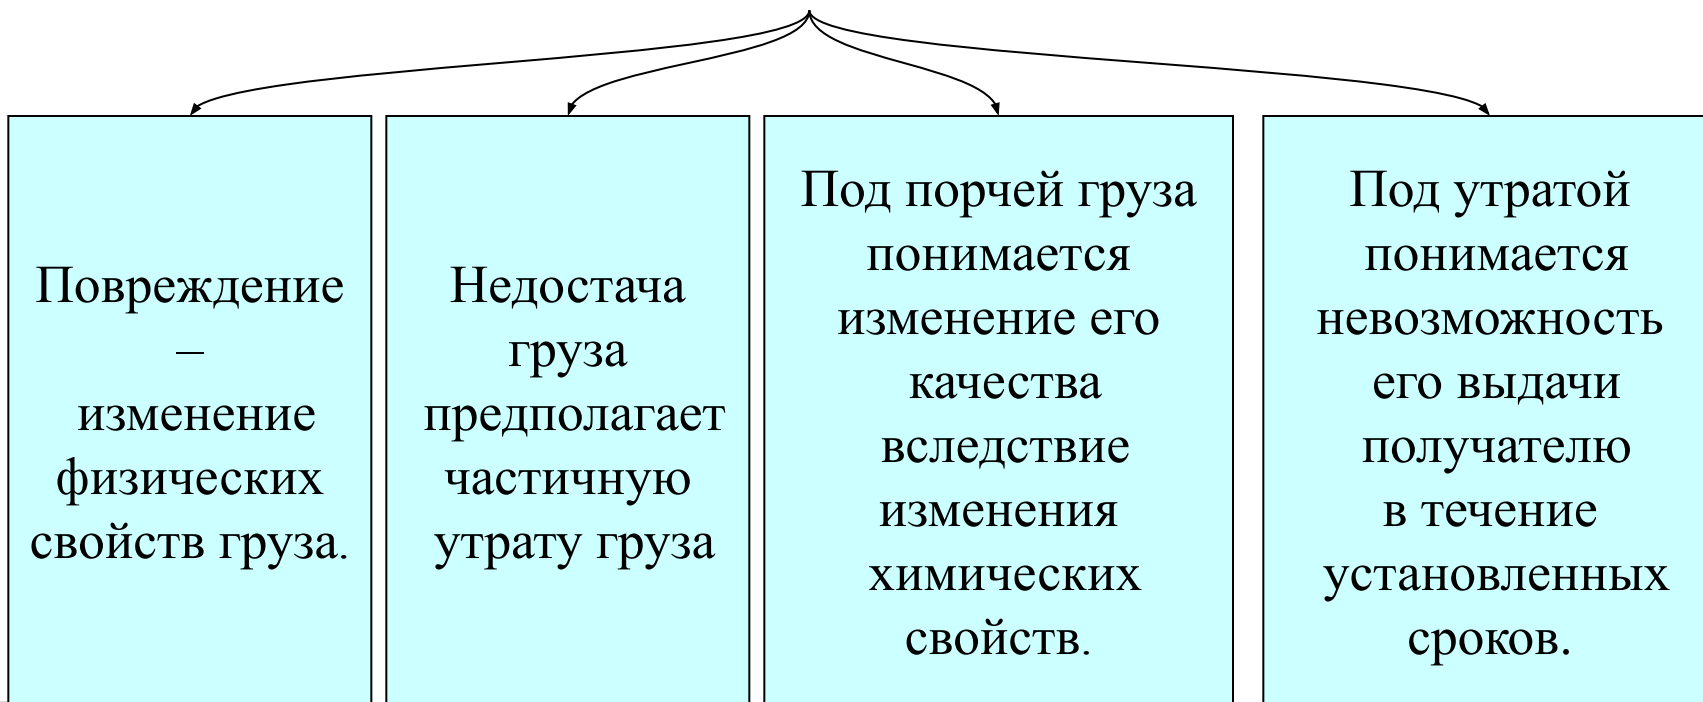 Повреждение
–
изменение
физических
свойств груза.
Недостача
груза
предполагает
частичную
утрату груза
Под порчей груза
понимается
изменение его
качества
вследствие
изменения
химических
свойств.
Под утратой
понимается
невозможность
его выдачи
получателю
в течение
установленных
сроков.